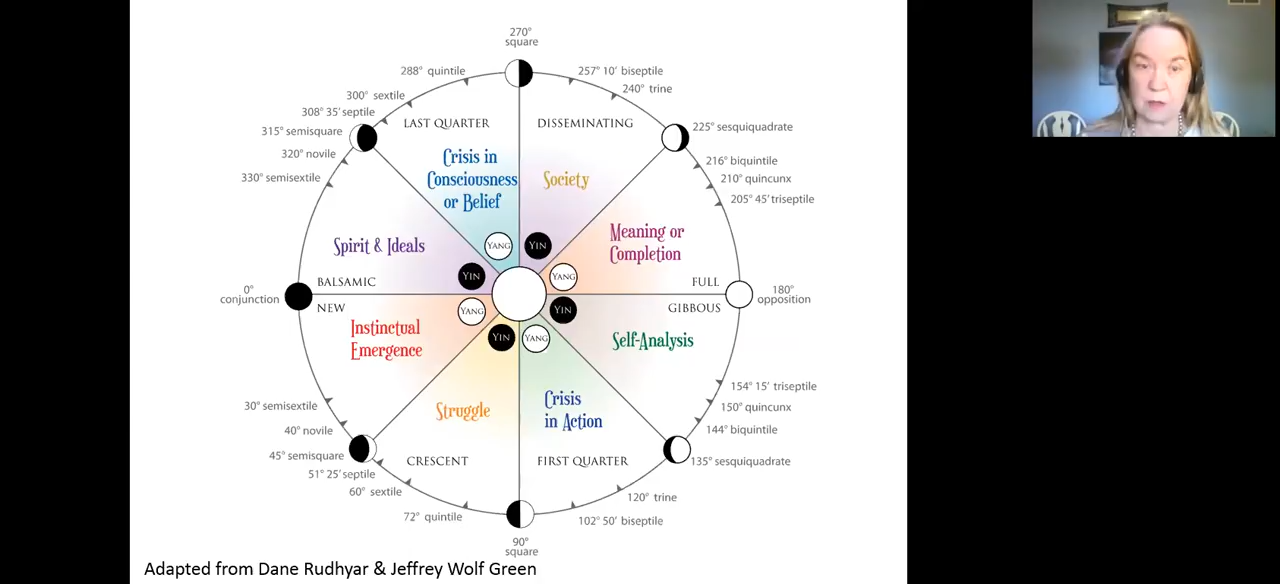 270°
square
288° quintile
257° 10' biseptile
300° sextile
240° trine
308° 35' septile
LAST QUARTER
DISSEMINATING
315° semisquare
225° sesquiquadrate
320° novile
Crisis in
Consciousness
or Belief
Society
216° biquintile
330° semisextile
210° quincunx
205° 45' triseptile
Spirit & Ideals
YANG
YIN
Meaning or
Completion
YIN
YANG
BALSAMIC
FULL
0°
conjunction
180°
opposition
NEW
GIBBOUS
YANG
YIN
Instinctual
Emergence
YIN
YANG
Self-Analysis
154° 15' triseptile
30° semisextile
Struggle
Crisis
in Action
150° quincunx
40° novile
144° biquintile
45° semisquare
CRESCENT
FIRST QUARTER
135° sesquiquadrate
51° 25' septile
60° sextile
120° trine
72° quintile
102° 50' biseptile
90°
square
Adapted from Dane Rudhyar & Jeffrey Wolf Green